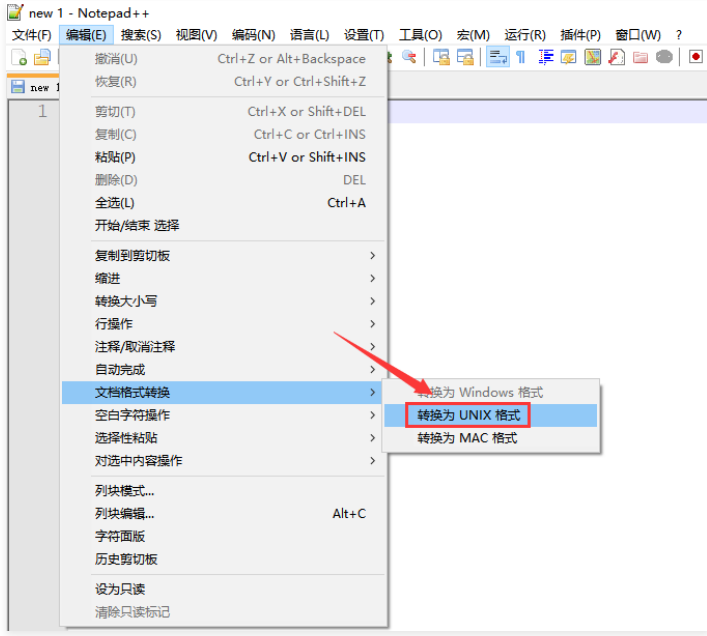 new 1 - Notepad++
文件(F) 编辑(E) 搜索(S) 视图(V) 编码(N) 语言(L) 设置(T) 工具(O) 宏(M) 运行(R) 插件(P) 窗口(W) ?
new
1
撤消(U) Ctrl+Z or Alt+Backspace
恢复(R) Ctrl+Y or Ctrl+Shift+Z
剪切(T) Ctrl+X or Shift+DEL
复制(C) Ctrl+C or Ctrl+INS
粘贴(P) Ctrl+V or Shift+INS
删除(D) DEL
全选(L) Ctrl+A
开始/结束 选择
复制到剪切板
缩进
转换大小写
行操作
注释/取消注释
自动完成
文档格式转换
转换为 Windows 格式
空白字符操作
转换为 UNIX 格式
选择性粘贴
转换为 MAC 格式
对选中内容操作
列块模式...
列块编辑... Alt+C
字符面版
历史剪切板
设为只读
清除只读标记